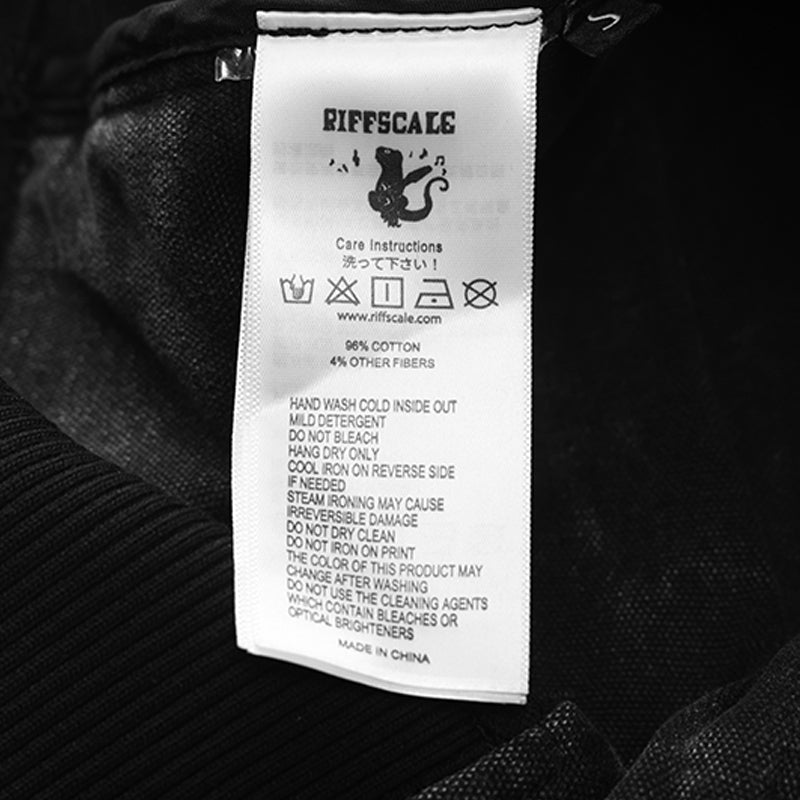 RIFFSCALE
Care Instructions
洗って下さい！
www.riffscale.com
96% COTTON
4% OTHER FIBERS
HAND WASH COLD INSIDE OUT
MILD DETERGENT
DO NOT BLEACH
HANG DRY ONLY
COOL IRON ON REVERSE SIDE
IF NEEDED
STEAM IRONING MAY CAUSE
IRREVERSIBLE DAMAGE
DO NOT DRY CLEAN
DO NOT IRON ON PRINT
THE COLOR OF THIS PRODUCT MAY
CHANGE AFTER WASHING
DO NOT USE THE CLEANING AGENTS
WHICH CONTAIN BLEACHES OR
OPTICAL BRIGHTENERS
MADE IN CHINA